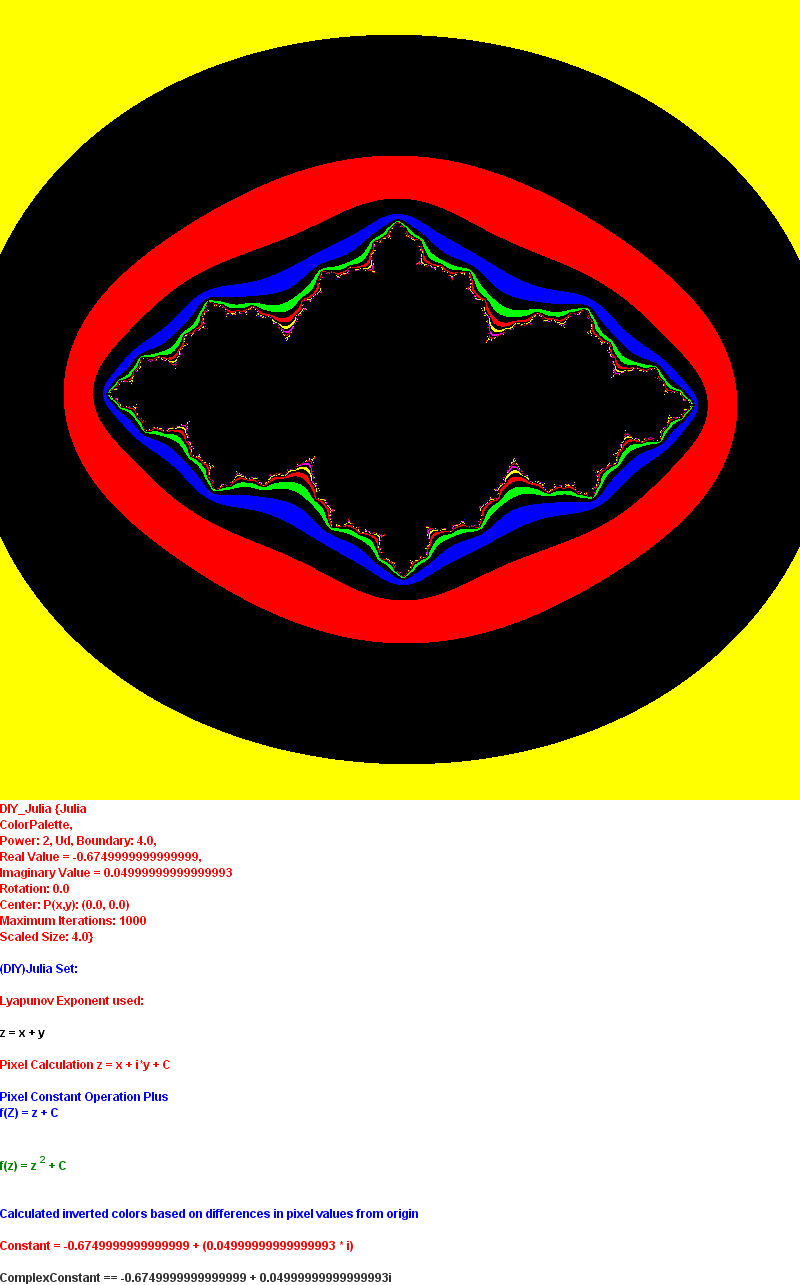 DIY_Julia {Julia
ColorPalette,
Power: 2, Ud, Boundary: 4.0,
Real Value = -0.6749999999999999,
Imaginary Value = 0.04999999999999993
Rotation: 0.0
Center: P(x,y): (0.0, 0.0)
Maximum Iterations: 1000
Scaled Size: 4.0}
(DIY)Julia Set:
Lyapunov Exponent used:
z = x + y
Pixel Calculation z = x + i*y + C
Pixel Constant Operation Plus
f(Z) = z + C
f(z) = z 2 + C
Calculated inverted colors based on differences in pixel values from origin
Constant = -0.6749999999999999 + (0.04999999999999993 * i)
ComplexConstant == -0.6749999999999999 + 0.04999999999999993i